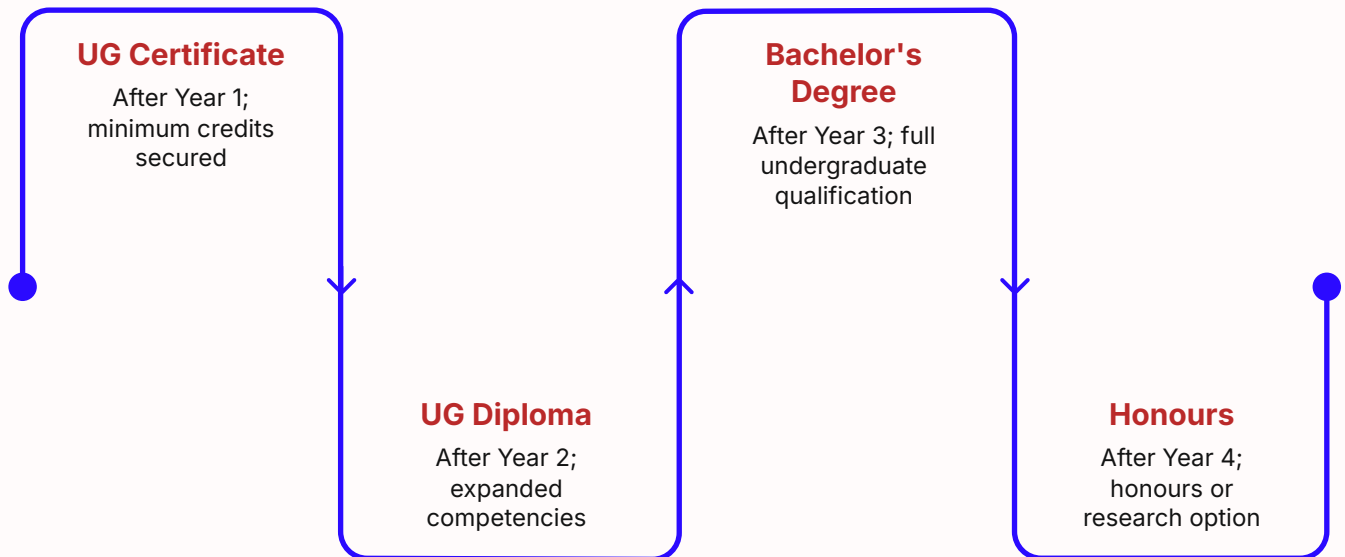 UG Certificate
After Year 1;
minimum credits
secured
UG Diploma
After Year 2;
expanded
competencies
Bachelor's
Degree
After Year 3; full
undergraduate
qualification
Honours
After Year 4;
honours or
research option